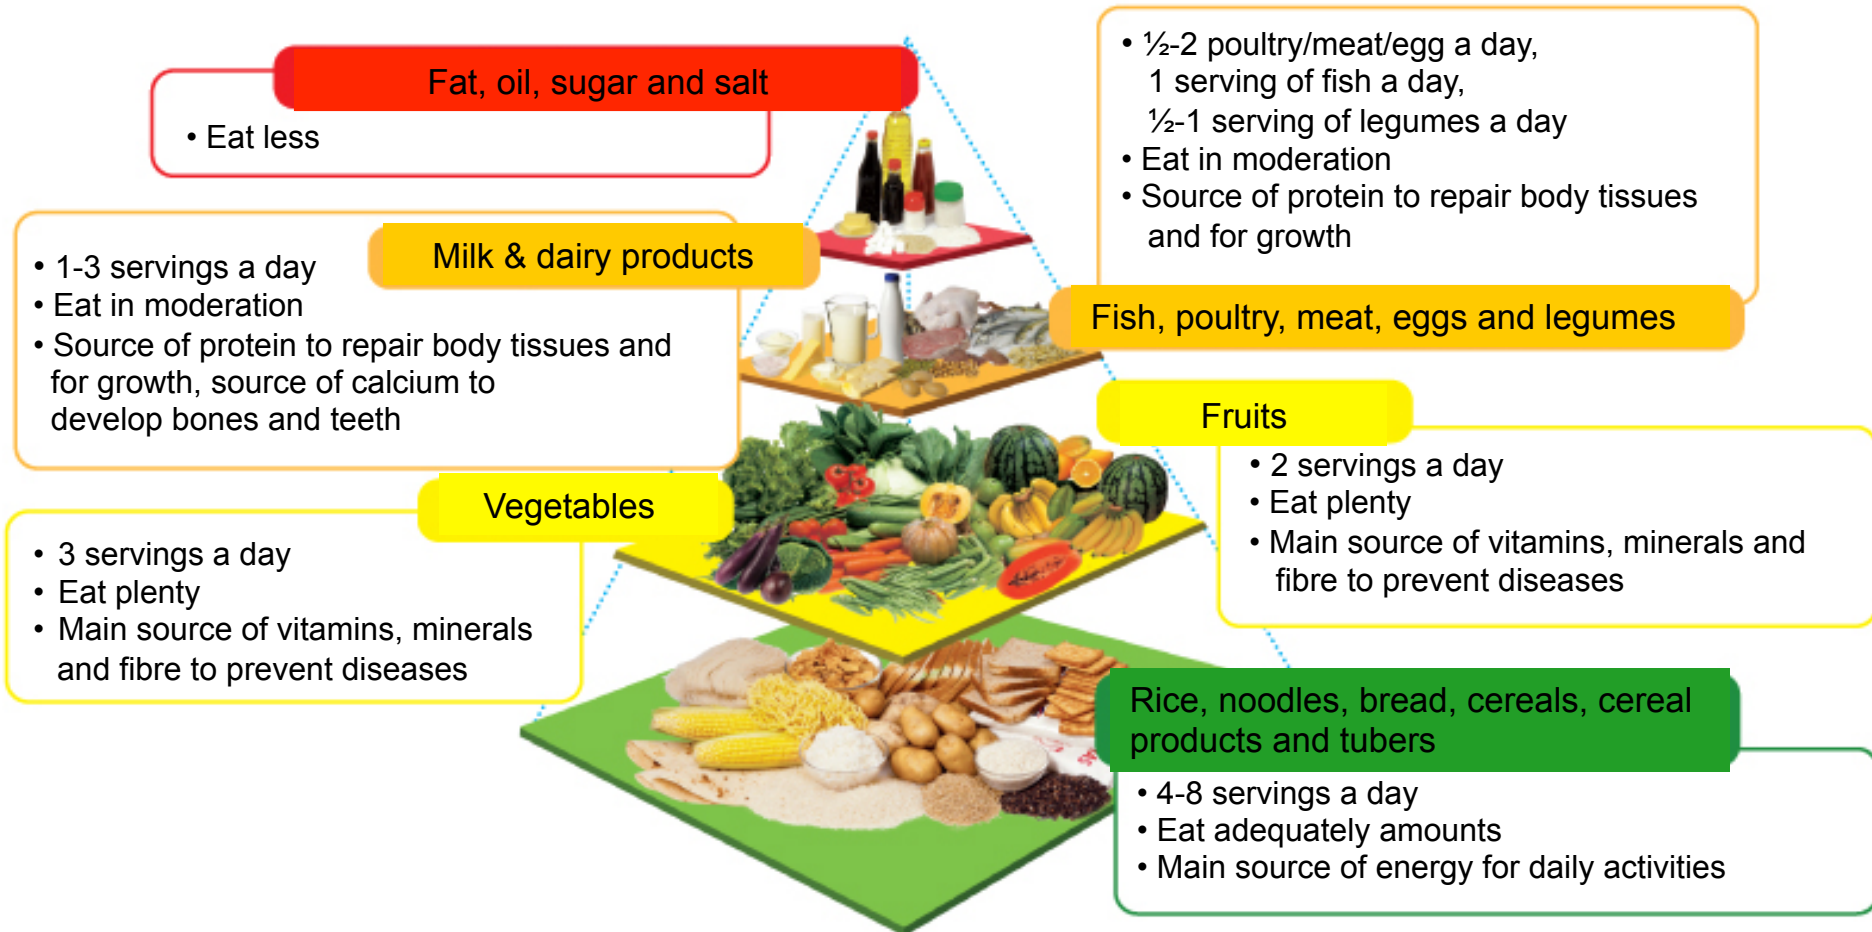 Fat, oil, sugar and salt
• Eat less
• ½-2 poultry/meat/egg a day,
1 serving of fish a day,
½-1 serving of legumes a day
• Eat in moderation
• Source of protein to repair body tissues
and for growth
Fish, poultry, meat, eggs and legumes
Milk & dairy products
• 1-3 servings a day
• Eat in moderation
• Source of protein to repair body tissues and
for growth, source of calcium to
develop bones and teeth
Fruits
• 2 servings a day
• Eat plenty
• Main source of vitamins, minerals and
fibre to prevent diseases
Vegetables
• 3 servings a day
• Eat plenty
• Main source of vitamins, minerals
and fibre to prevent diseases
Rice, noodles, bread, cereals, cereal
products and tubers
• 4-8 servings a day
• Eat adequately amounts
• Main source of energy for daily activities